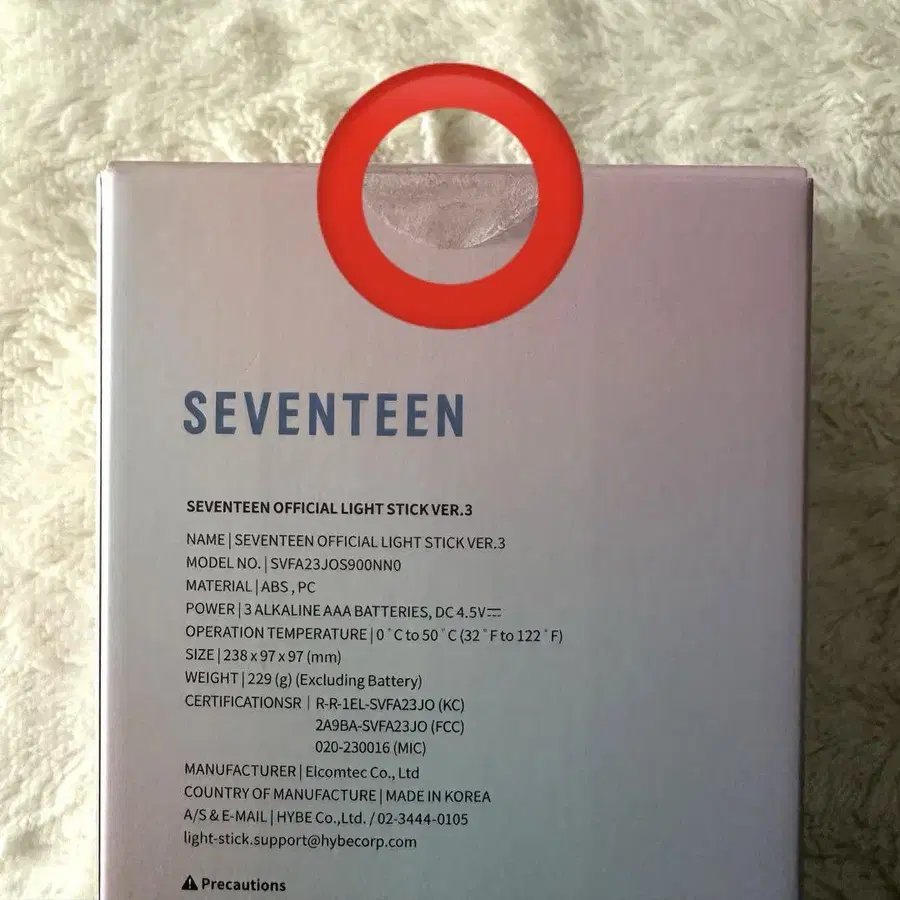 SEVENTEEN
SEVENTEEN OFFICIAL LIGHT STICK VER.3
NAME | SEVENTEEN OFFICIAL LIGHT STICK VER.3
MODEL NO. | SVFA23JOS900NN0
MATERIAL | ABS , PC
POWER | 3 ALKALINE AAA BATTERIES, DC 4.5V⎓
OPERATION TEMPERATURE | 0˚C to 50˚C (32˚F to 122˚F)
SIZE | 238 x 97 x 97 (mm)
WEIGHT | 229 (g) (Excluding Battery)
CERTIFICATIONSR | R-R-1EL-SVFA23JO (KC)
2A9BA-SVFA23JO (FCC)
020-230016 (MIC)
MANUFACTURER | Elcomtec Co., Ltd
COUNTRY OF MANUFACTURE | MADE IN KOREA
A/S & E-MAIL | HYBE Co.,Ltd. / 02-3444-0105
light-stick.support@hybecorp.com
⚠ Precautions